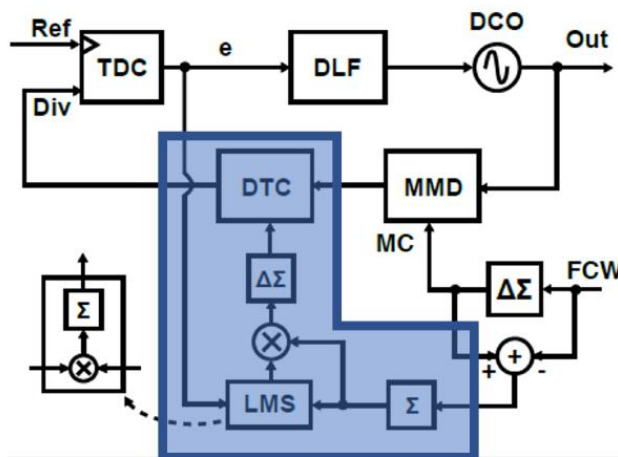 DCO
Ref
e
Out
TDC
DLF
Div
DTC
MMD
MC
ΔΣ
ΔΣ
FCW
Σ
+
+
-
LMS
Σ